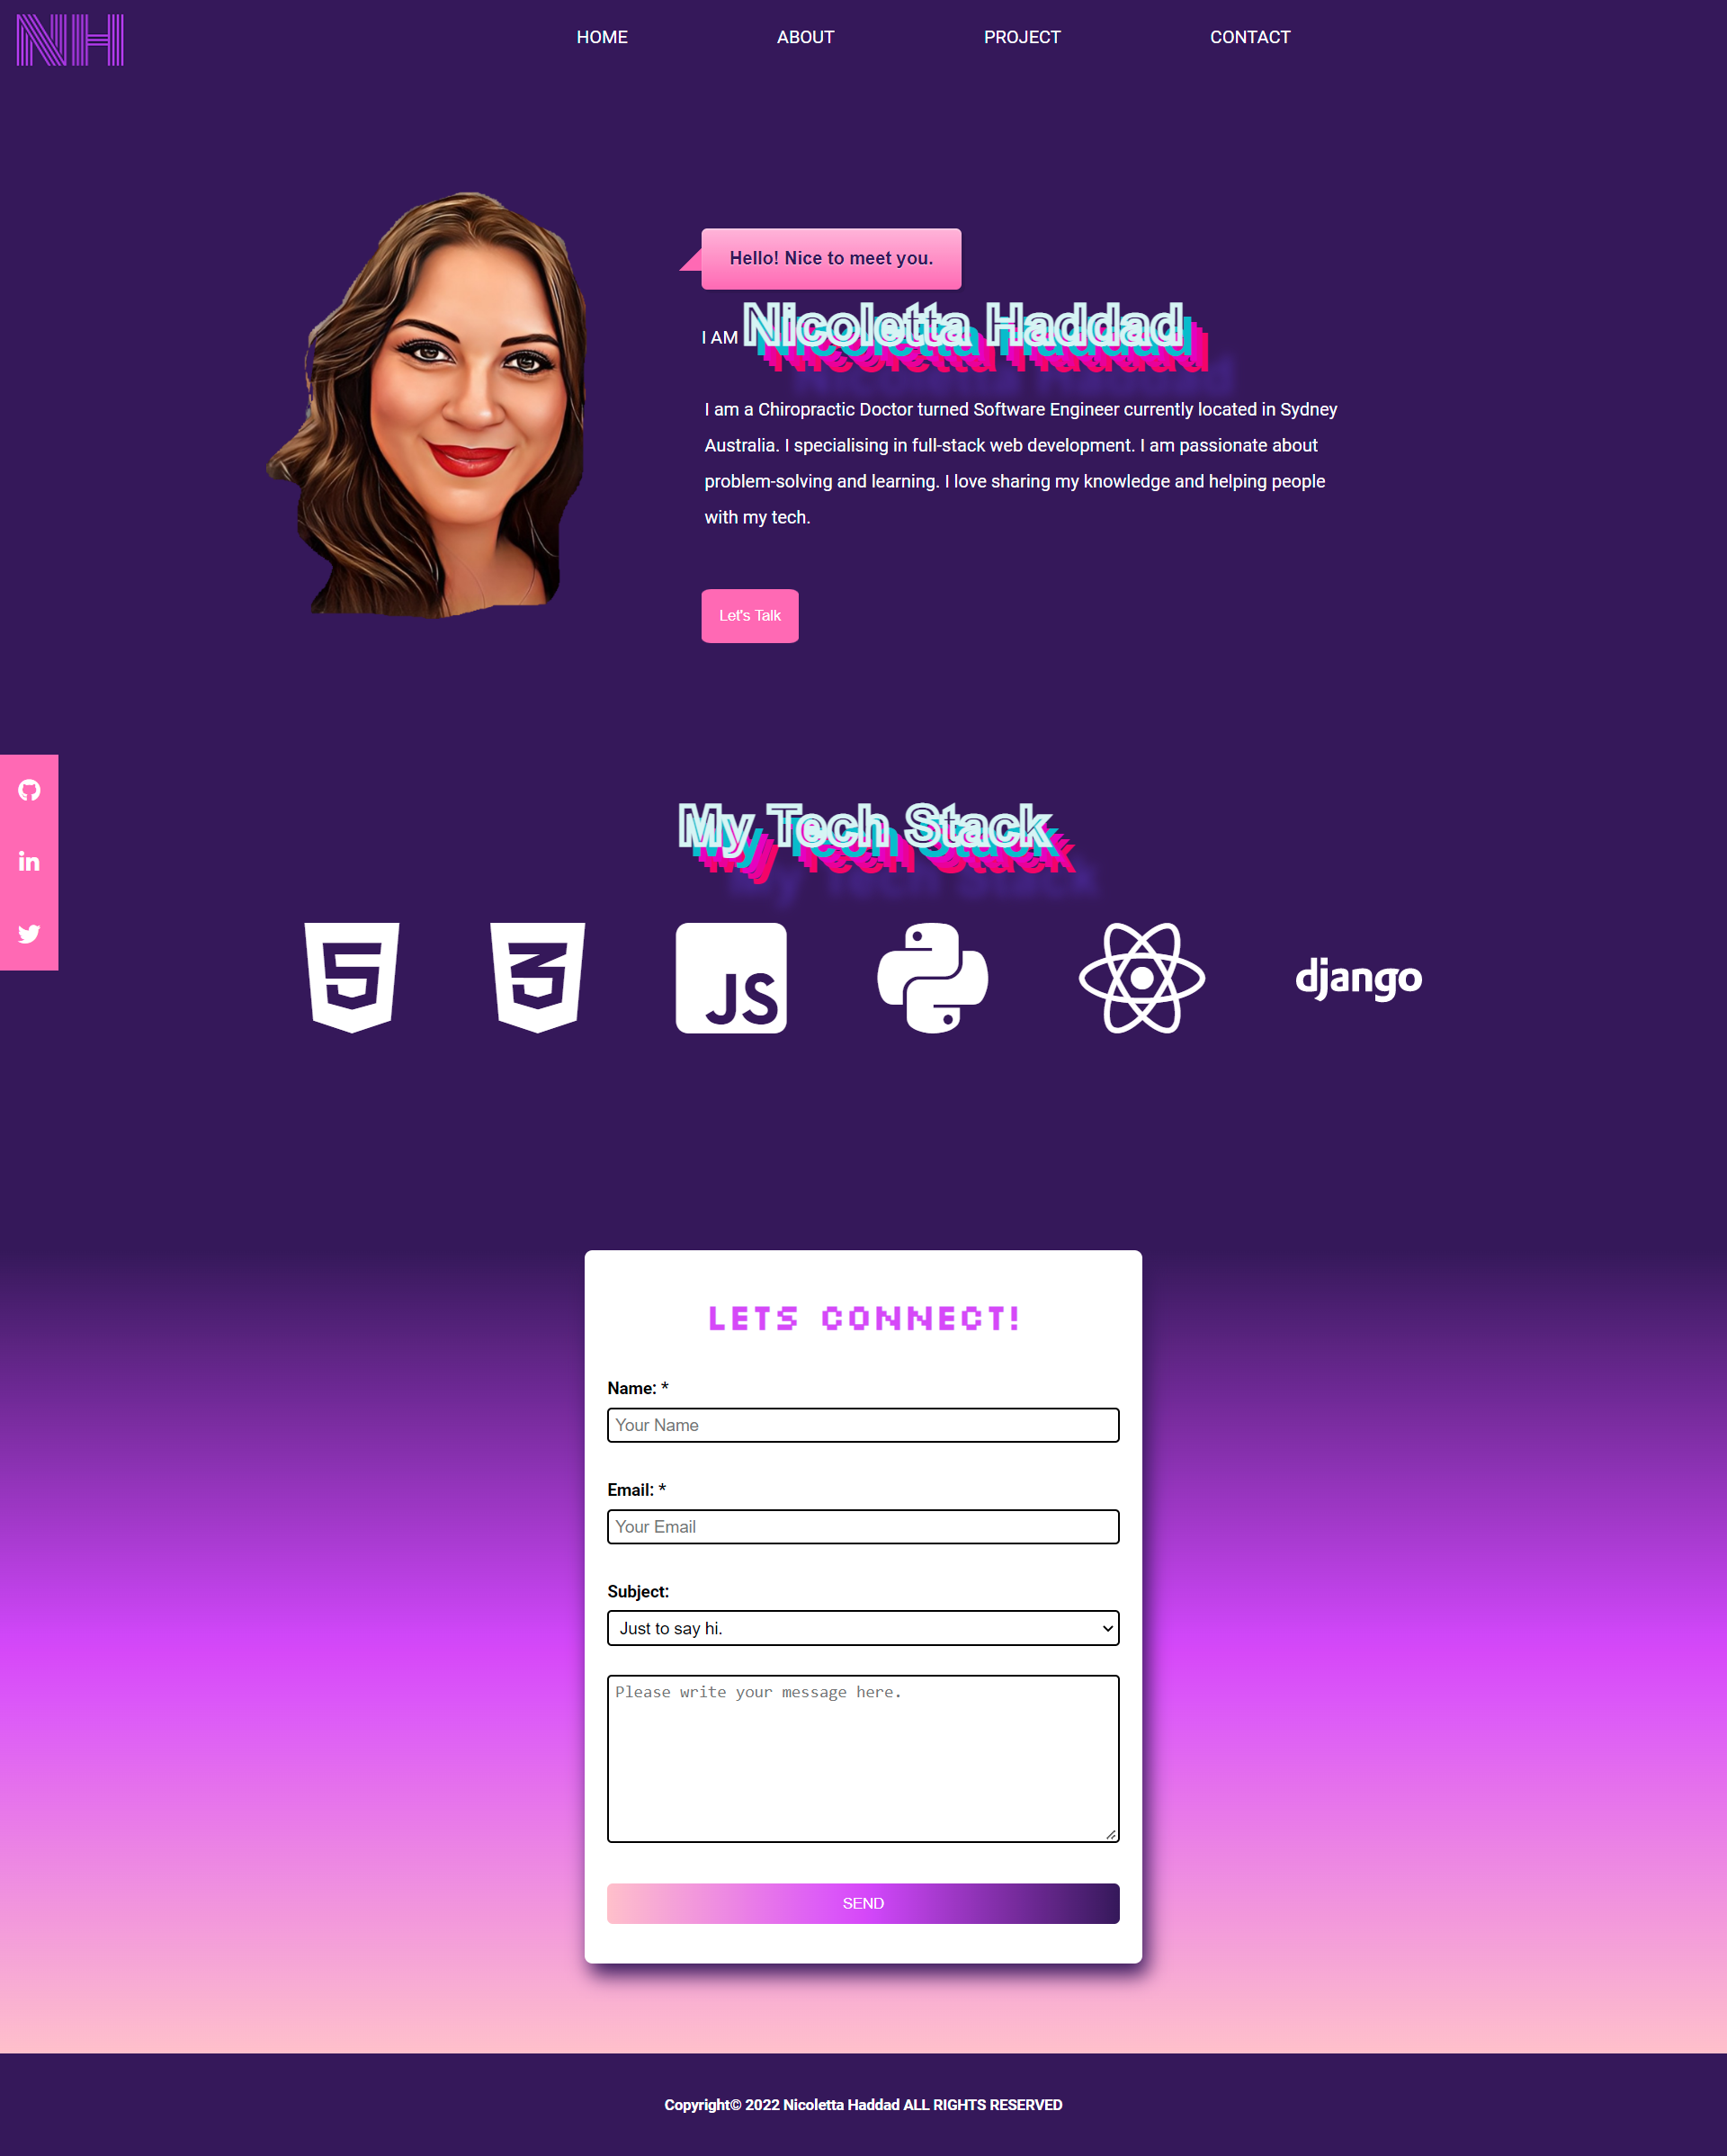 NH
HOME
ABOUT
PROJECT
CONTACT
Hello! Nice to meet you.
I AM Nicoletta Haddad
I am a Chiropractic Doctor turned Software Engineer currently located in Sydney
Australia. I specialising in full-stack web development. I am passionate about
problem-solving and learning. I love sharing my knowledge and helping people
with my tech.
Let's Talk
in
My Tech Stack
5
3
JS
django
LETS CONNECT!
Name: *
Your Name
Email: *
Your Email
Subject:
Just to say hi.
Please write your message here.
SEND
Copyright© 2022 Nicoletta Haddad ALL RIGHTS RESERVED